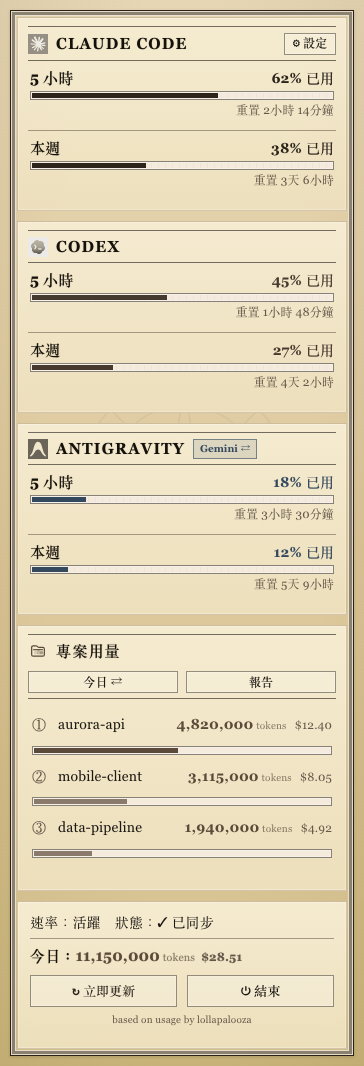 CLAUDE CODE ⚙ 設定
5 小時 62% 已用
重置 2小時 14分鐘
本週 38% 已用
重置 3天 6小時
CODEX
5 小時 45% 已用
重置 1小時 48分鐘
本週 27% 已用
重置 4天 2小時
ANTIGRAVITY Gemini ⇄
5 小時 18% 已用
重置 3小時 30分鐘
本週 12% 已用
重置 5天 9小時
專案用量
今日 ⇄ 報告
① aurora-api 4,820,000 tokens $12.40
② mobile-client 3,115,000 tokens $8.05
③ data-pipeline 1,940,000 tokens $4.92
速率：活躍 狀態：✓ 已同步
今日：11,150,000 tokens $28.51
↻ 立即更新 ⏻ 結束
based on usage by lollapalooza